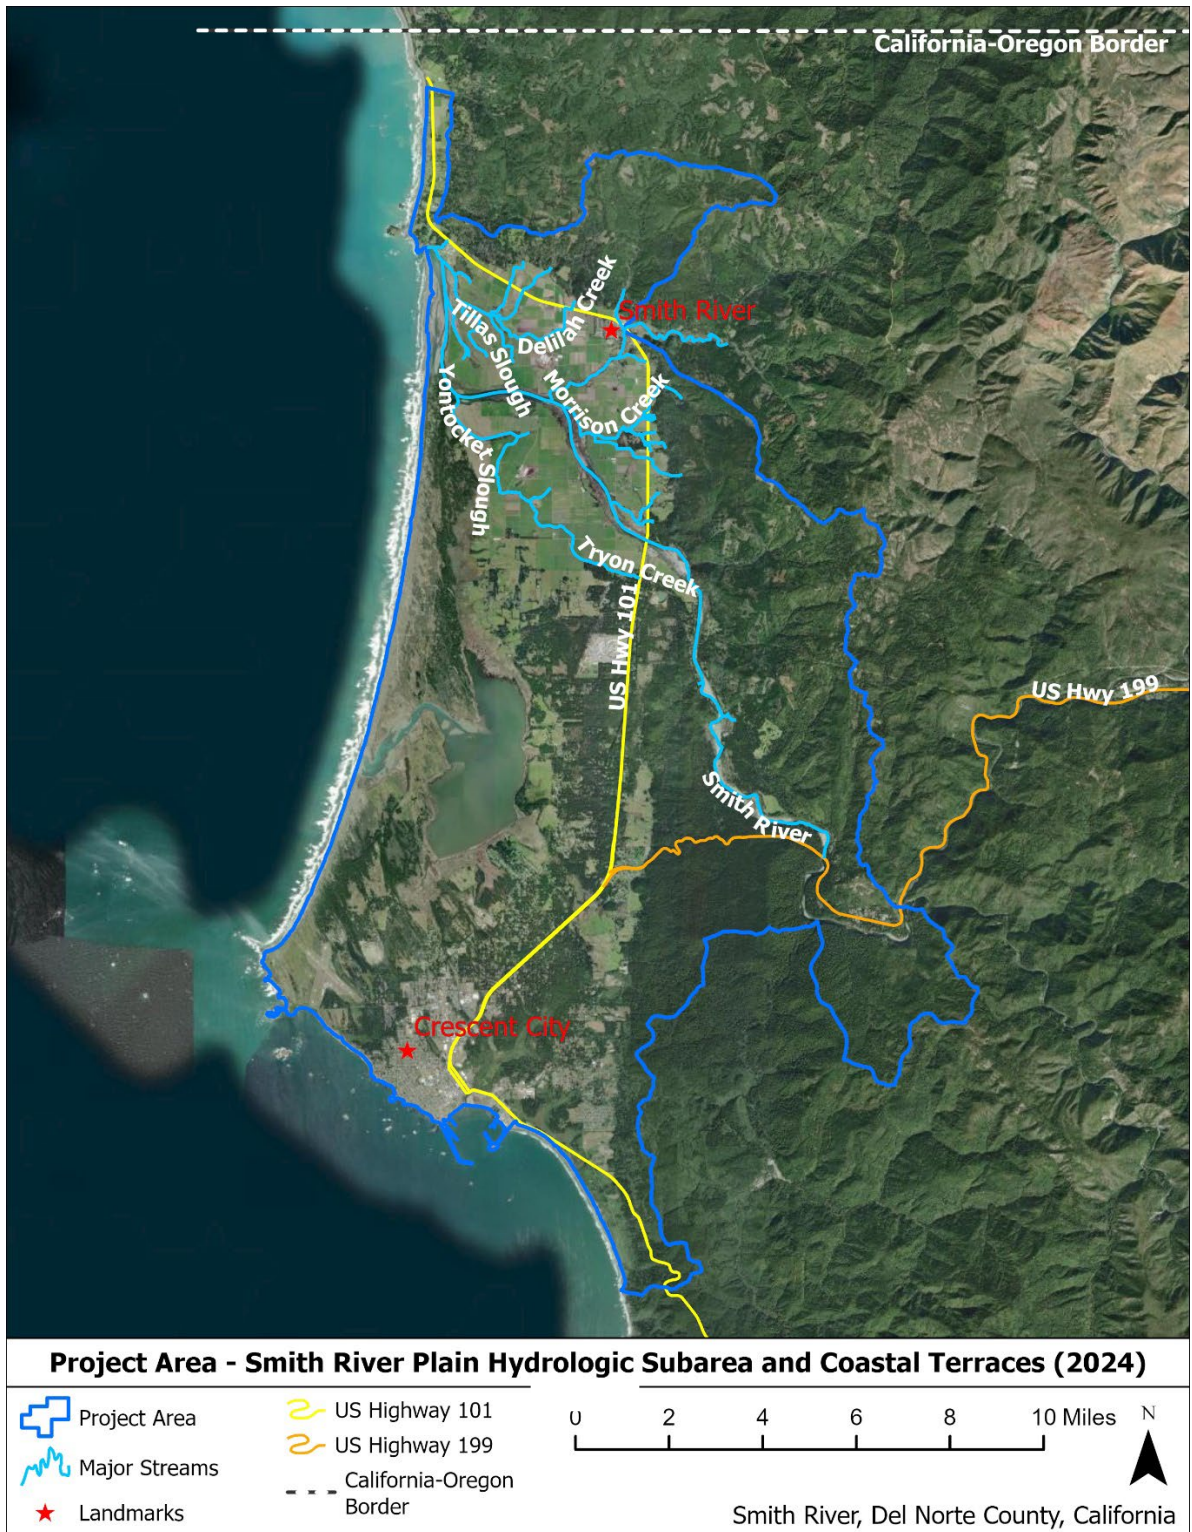 California-Oregon Border
Smith River
Delilah Creek
Tillas Slough
Morrison Creek
Yontocket Slough
Tryon Creek
US Hwy 101
US Hwy 199
Smith River
Crescent City
Project Area - Smith River Plain Hydrologic Subarea and Coastal Terraces (2024)
Project Area
Major Streams
Landmarks
US Highway 101
US Highway 199
California-Oregon
Border
0 2 4 6 8 10 Miles
N
Smith River, Del Norte County, California